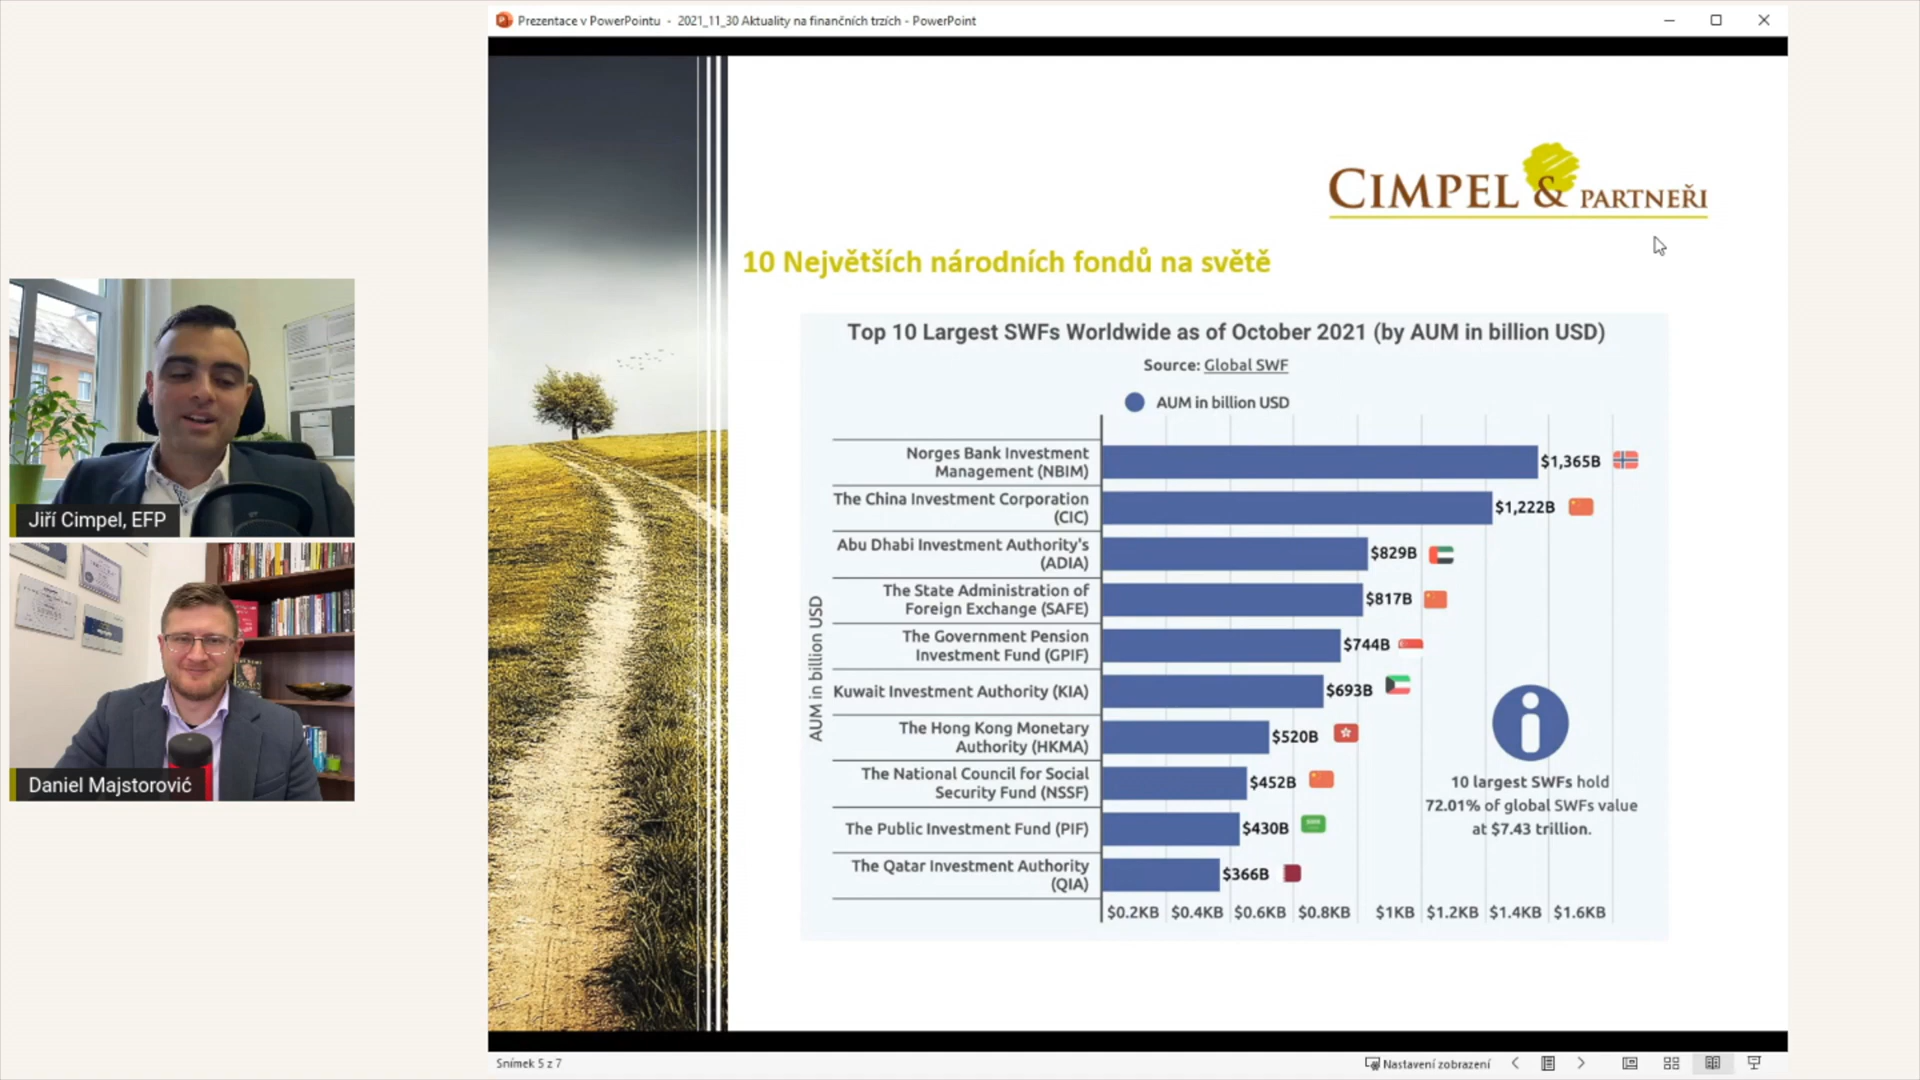 Prezentace v PowerPointu - 2021_11_30 Aktuality na finančních trzích - PowerPoint
CIMPEL & PARTNEŘI
10 Největších národních fondů na světě
Top 10 Largest SWFs Worldwide as of October 2021 (by AUM in billion USD)
Source: Global SWF
AUM in billion USD
AUM in billion USD
Norges Bank Investment
Management (NBIM)
$1,365B
The China Investment Corporation
(CIC)
$1,222B
Abu Dhabi Investment Authority's
(ADIA)
$829B
The State Administration of
Foreign Exchange (SAFE)
$817B
The Government Pension
Investment Fund (GPIF)
$744B
Kuwait Investment Authority (KIA)
$693B
The Hong Kong Monetary
Authority (HKMA)
$520B
The National Council for Social
Security Fund (NSSF)
$452B
The Public Investment Fund (PIF)
$430B
The Qatar Investment Authority
(QIA)
$366B
10 largest SWFs hold
72.01% of global SWFs value
at $7.43 trillion.
$0.2KB $0.4KB $0.6KB $0.8KB $1KB $1.2KB $1.4KB $1.6KB
Jiří Cimpel, EFP
Daniel Majstorović
Snímek 5 z 7
Nastavení zobrazení